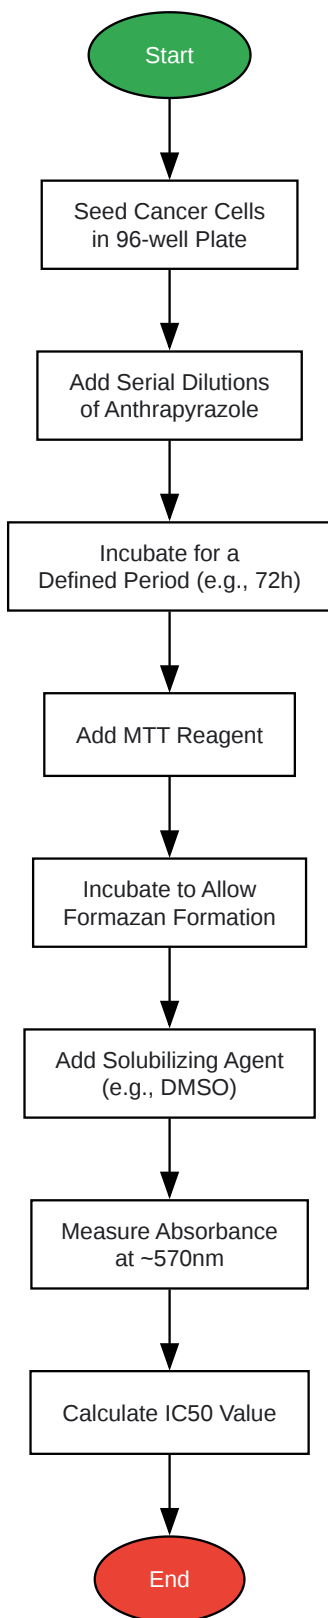 Start
Seed Cancer Cells
in 96-well Plate
Add Serial Dilutions
of Anthrapyrazole
Incubate for a
Defined Period (e.g., 72h)
Add MTT Reagent
Incubate to Allow
Formazan Formation
Add Solubilizing Agent
(e.g., DMSO)
Measure Absorbance
at ~570nm
Calculate IC50 Value
End